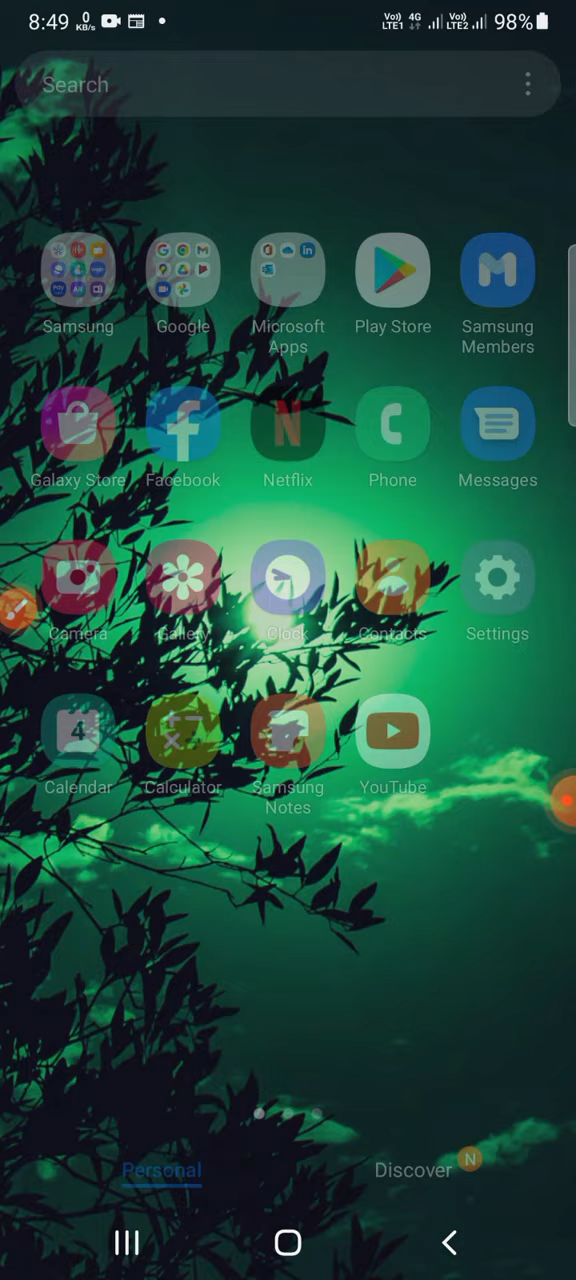 8:49 0 KB/s Vo)) LTE1 4G Vo)) LTE2 98%
Search
Samsung Google Microsoft Apps Play Store Samsung Members
Galaxy Store Facebook Netflix Phone Messages
Camera Gallery Clock Contacts Settings
4
Calendar Calculator Samsung Notes YouTube
Personal Discover N